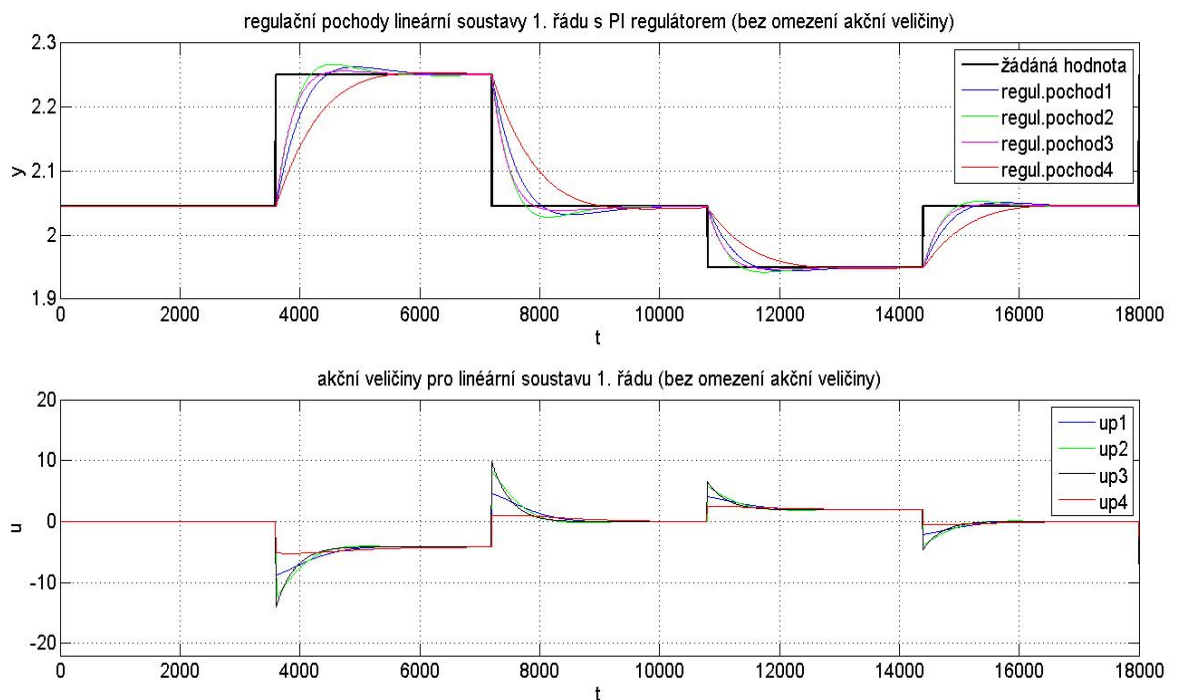 regulační pochody lineární soustavy 1. řádu s PI regulátorem (bez omezení akční veličiny)
2.3
2.2
2.1
2
1.9
y
žádáná hodnota
regul.pochod1
regul.pochod2
regul.pochod3
regul.pochod4
0 2000 4000 6000 8000 10000 12000 14000 16000 18000
t
akční veličiny pro linéární soustavu 1. řádu (bez omezení akční veličiny)
20
10
0
-10
-20
u
up1
up2
up3
up4
0 2000 4000 6000 8000 10000 12000 14000 16000 18000
t